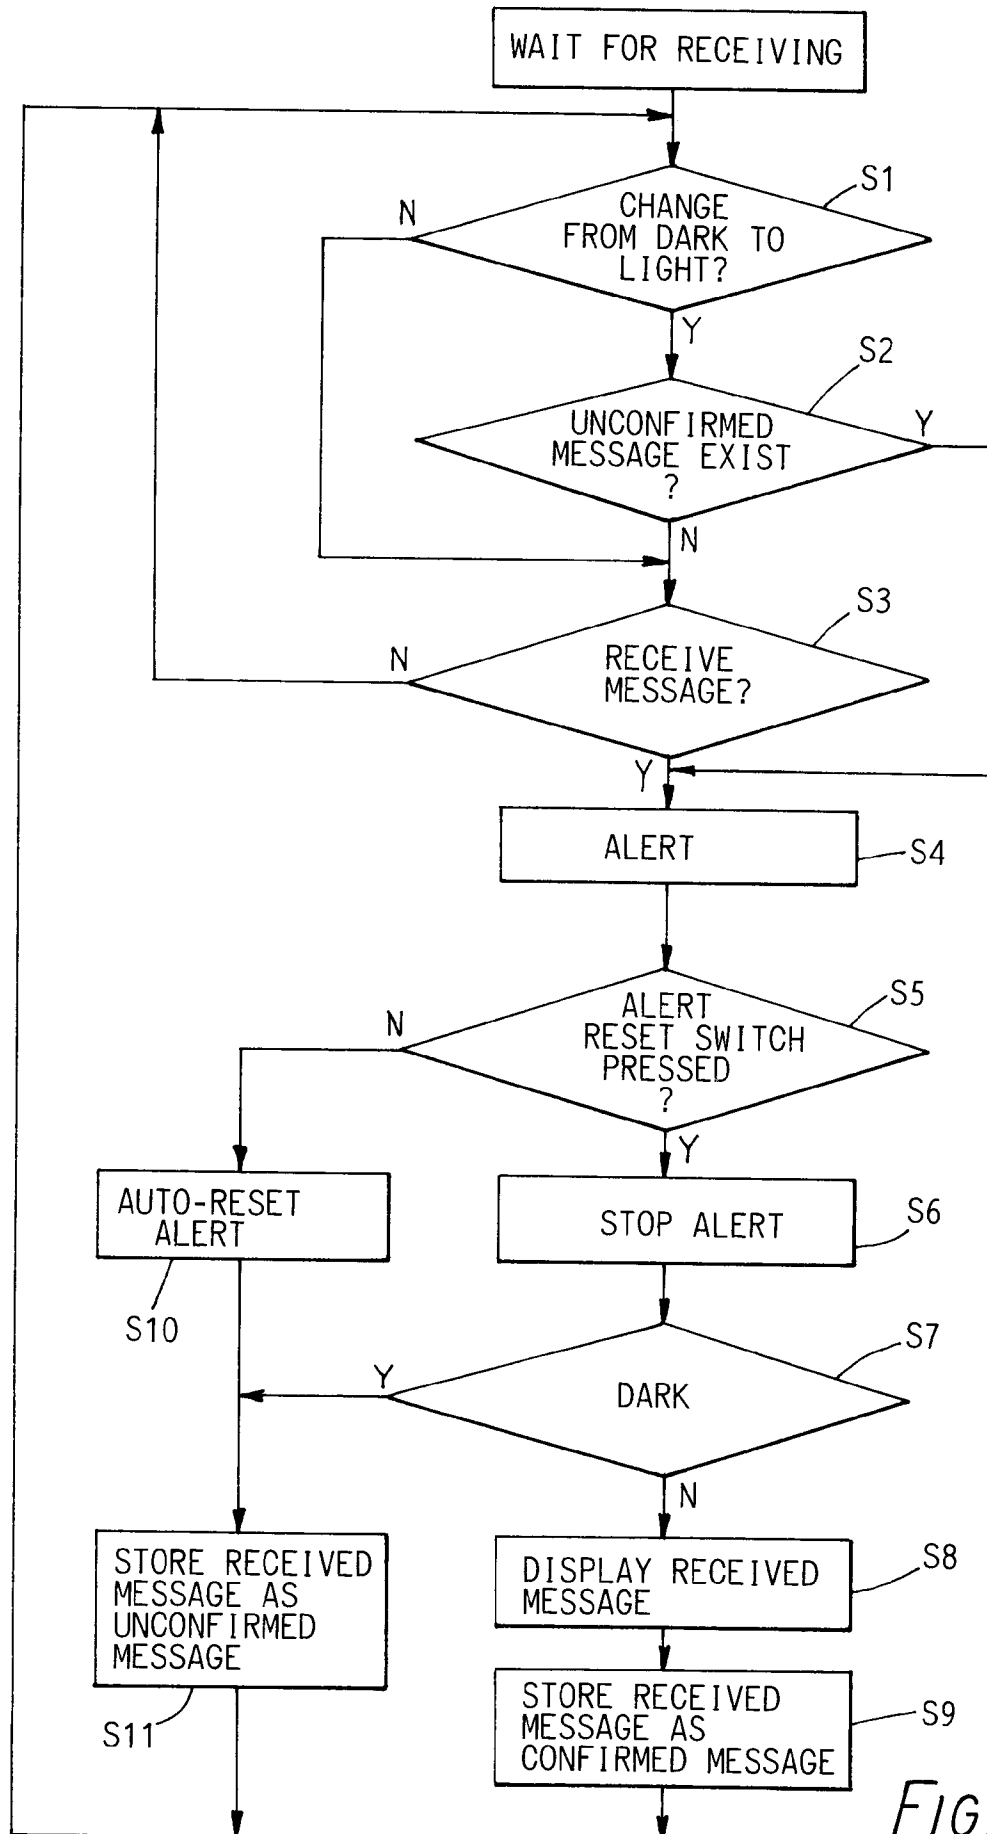 WAIT FOR RECEIVING
S1
N
CHANGE
FROM DARK TO
LIGHT?
Y
S2
UNCONFIRMED
MESSAGE EXIST
?
Y
N
S3
N
RECEIVE
MESSAGE?
Y
ALERT
S4
S5
N
ALERT
RESET SWITCH
PRESSED
?
Y
AUTO-RESET
ALERT
STOP ALERT
S6
S10
S7
Y
DARK
N
STORE RECEIVED
MESSAGE AS
UNCONFIRMED
MESSAGE
DISPLAY RECEIVED
MESSAGE
S8
S11
STORE RECEIVED
MESSAGE AS
CONFIRMED MESSAGE
S9
FIG.